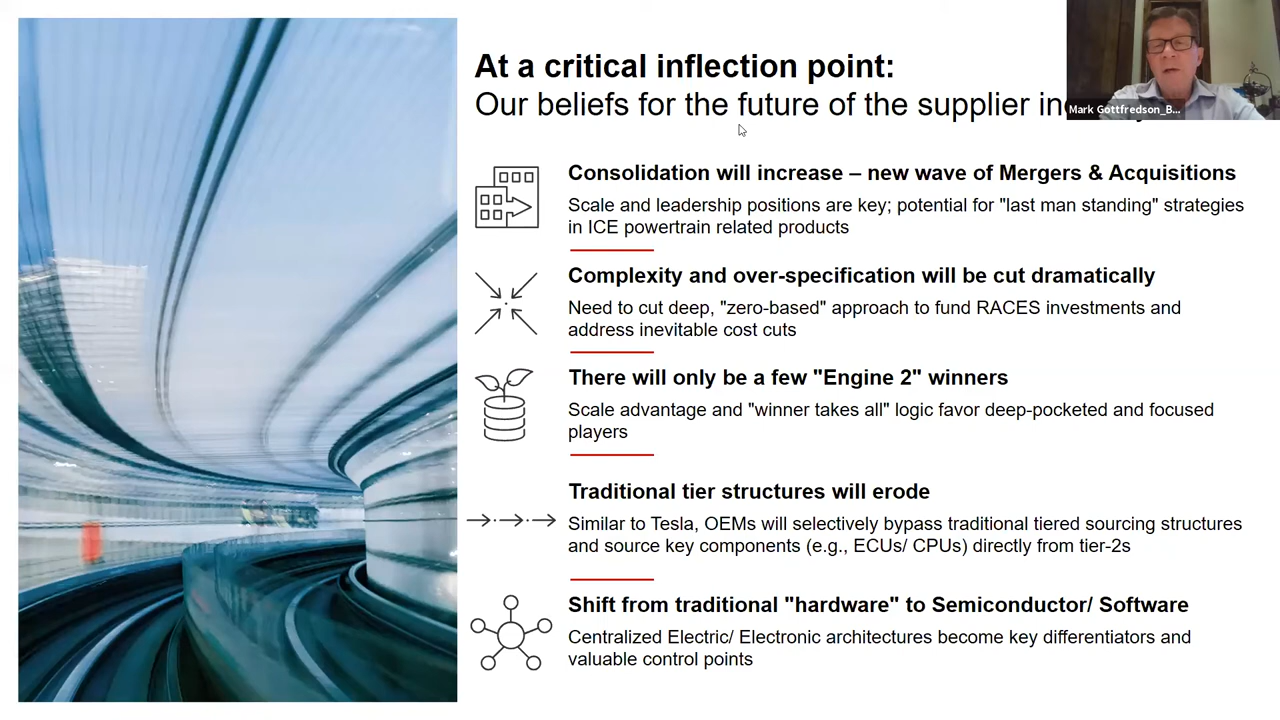 At a critical inflection point:
Our beliefs for the future of the supplier
Mark Gottfredson_B...
Consolidation will increase – new wave of Mergers & Acquisitions
Scale and leadership positions are key; potential for "last man standing" strategies
in ICE powertrain related products
Complexity and over-specification will be cut dramatically
Need to cut deep, "zero-based" approach to fund RACES investments and
address inevitable cost cuts
There will only be a few "Engine 2" winners
Scale advantage and "winner takes all" logic favor deep-pocketed and focused
players
Traditional tier structures will erode
Similar to Tesla, OEMs will selectively bypass traditional tiered sourcing structures
and source key components (e.g., ECUs/ CPUs) directly from tier-2s
Shift from traditional "hardware" to Semiconductor/ Software
Centralized Electric/ Electronic architectures become key differentiators and
valuable control points